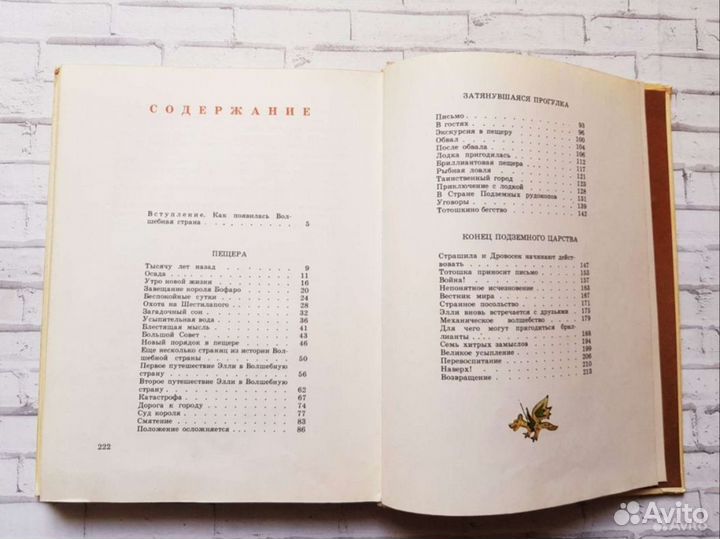 СОДЕРЖАНИЕ
Вступление. Как появилась Вол-
шебная страна . . . . . . . . 5
ПЕЩЕРА
Тысячу лет назад . . . . . . 9
Осада . . . . . . . . . . . 11
Утро новой жизни . . . . . . 16
Завещание короля Бофаро . . . 20
Беспокойные сутки . . . . . . 24
Охота на Шестилапого . . . . 28
Загадочный сон . . . . . . . 32
Усыпительная вода . . . . . . 36
Блестящая мысль . . . . . . . 41
Большой Совет . . . . . . . . 43
Новый порядок в пещере . . . 46
Еще несколько страниц из истории Вол-
шебной страны . . . . . . . . 50
Первое путешествие Элли в Волшебную
страну . . . . . . . . . . . 56
Второе путешествие Элли в Волшебную
страну . . . . . . . . . . . 62
Катастрофа . . . . . . . . . 67
Дорога к городу . . . . . . . 74
Суд короля . . . . . . . . . 77
Смятение . . . . . . . . . . 83
Положение осложняется . . . . 86
222
ЗАТЯНУВШАЯСЯ ПРОГУЛКА
Письмо
В гостях . . . . . . . . . . 93
Экскурсия в пещеру . . . . . 96
Обвал . . . . . . . . . . . 100
После обвала . . . . . . . . 104
Лодка пригодилась . . . . . . 106
Бриллиантовая пещера . . . . 112
Рыбная ловля . . . . . . . . 117
Таинственный город . . . . . 121
Приключение с лодкой . . . . 123
В Стране Подземных рудокопов . 131
Уговоры . . . . . . . . . . 139
Тотошкино бегство . . . . . . 142
КОНЕЦ ПОДЗЕМНОГО ЦАРСТВА
Страшила и Дровосек начинают дейст-
вовать . . . . . . . . . . . 147
Тотошка приносит письмо . . . 153
Война! . . . . . . . . . . . 157
Непонятное исчезновение . . . 163
Вестник мира . . . . . . . . 167
Странное посольство . . . . . 171
Элли вновь встречается с друзьями . 175
Механическое волшебство . . . 179
Для чего могут пригодиться брил-
лианты . . . . . . . . . . . 188
Семь хитрых замыслов . . . . 194
Великое усыпление . . . . . . 199
Перевоспитание . . . . . . . 206
Наверх! . . . . . . . . . . 210
Возвращение . . . . . . . . . 213
Avito